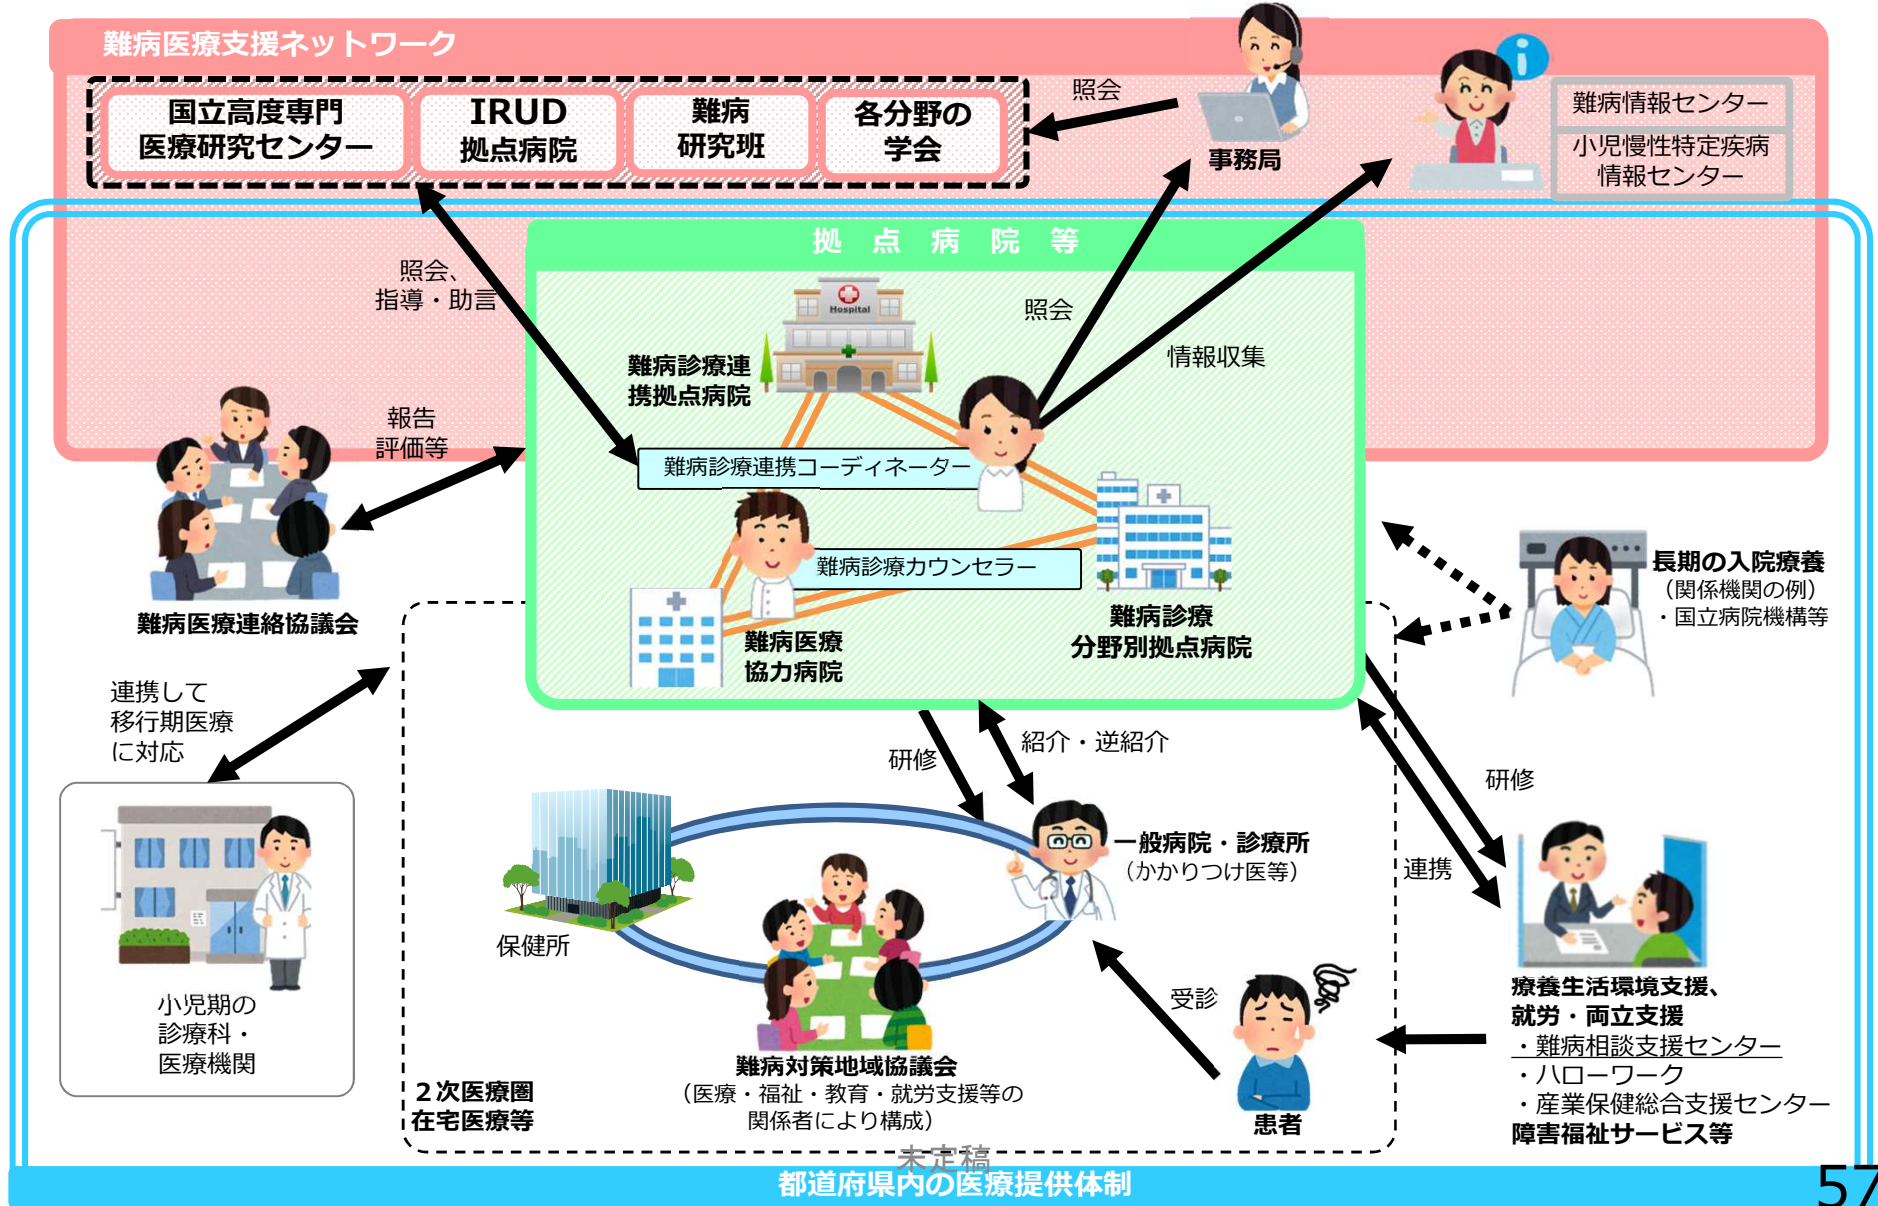 難病医療支援ネットワーク
国立高度専門
医療研究センター
IRUD
拠点病院
難病
研究班
各分野の
学会
照会
事務局
難病情報センター
小児慢性特定疾病
情報センター
拠点病院等
照会、
指導・助言
Hospital
照会
情報収集
難病診療連
携拠点病院
報告
評価等
難病診療連携コーディネーター
難病診療カウンセラー
難病医療連絡協議会
難病医療
協力病院
難病診療
分野別拠点病院
長期の入院療養
（関係機関の例）
・国立病院機構等
連携して
移行期医療
に対応
研修
紹介・逆紹介
研修
一般病院・診療所
（かかりつけ医等）
連携
保健所
受診
小児期の
診療科・
医療機関
難病対策地域協議会
（医療・福祉・教育・就労支援等の
関係者により構成）
２次医療圏
在宅医療等
患者
療養生活環境支援、
就労・両立支援
・難病相談支援センター
・ハローワーク
・産業保健総合支援センター
障害福祉サービス等
未定稿
都道府県内の医療提供体制
57